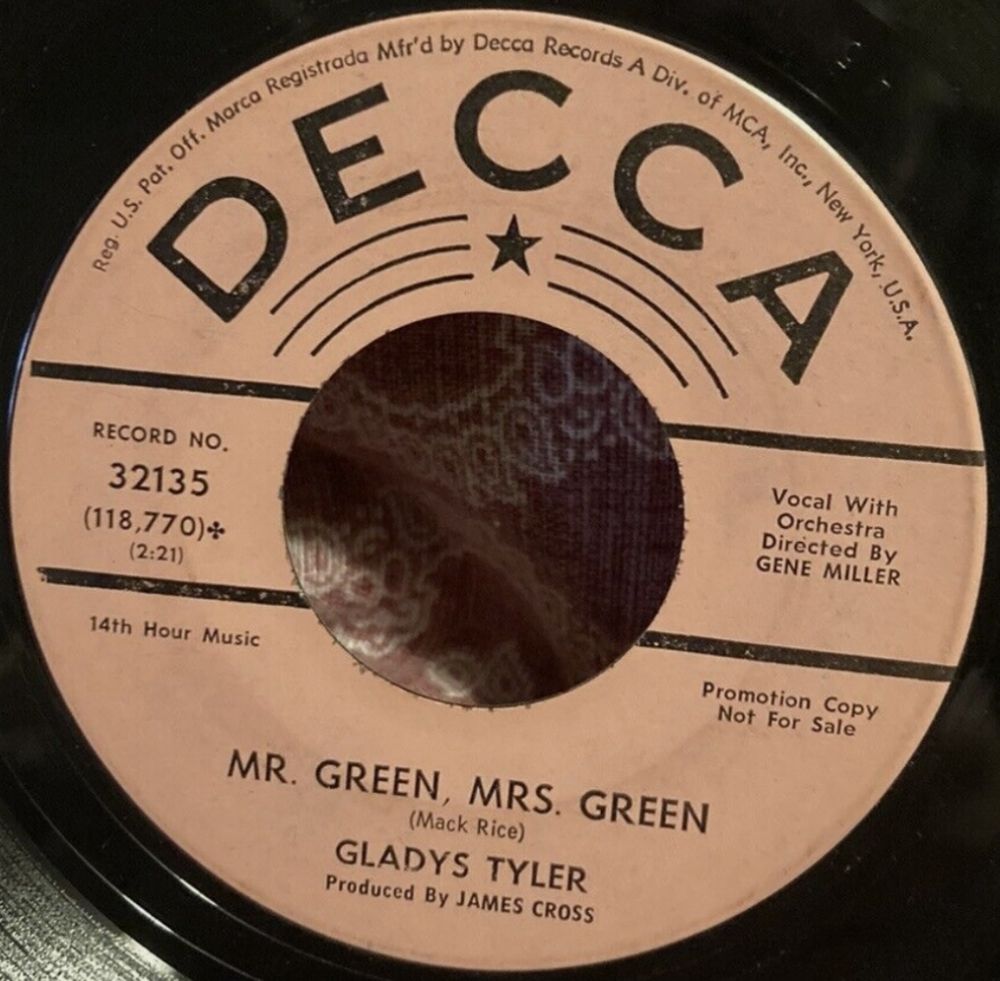 Reg. U.S. Pat. Off. Marca Registrada Mfr'd by Decca Records A Div. of MCA, Inc., New York, U.S.A.
DECCA
RECORD NO.
32135
(118,770)✤
(2:21)
14th Hour Music
Vocal With
Orchestra
Directed By
GENE MILLER
Promotion Copy
Not For Sale
MR. GREEN, MRS. GREEN
(Mack Rice)
GLADYS TYLER
Produced By JAMES CROSS